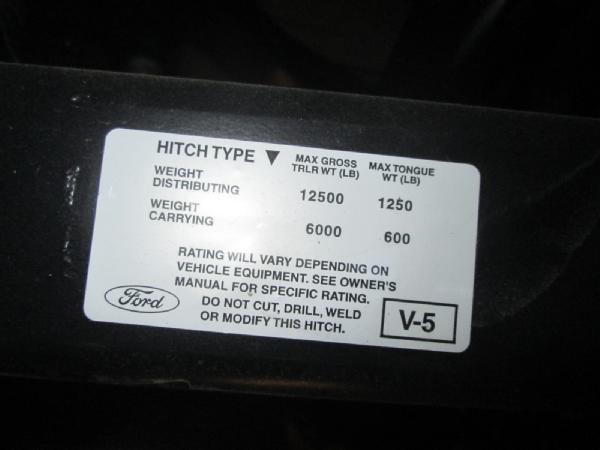 HITCH TYPE ▼ MAX GROSS TRLR WT (LB) MAX TONGUE WT (LB)
WEIGHT DISTRIBUTING 12500 1250
WEIGHT CARRYING 6000 600
RATING WILL VARY DEPENDING ON
VEHICLE EQUIPMENT. SEE OWNER'S
MANUAL FOR SPECIFIC RATING.
DO NOT CUT, DRILL, WELD
OR MODIFY THIS HITCH.
Ford
V-5